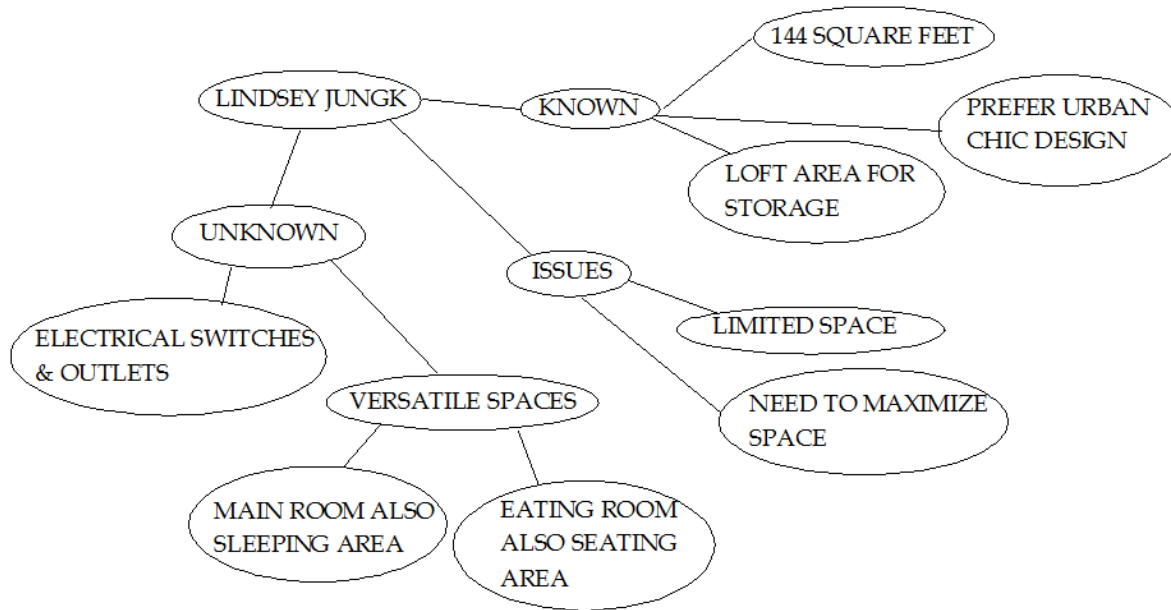 144 SQUARE FEET
LINDSEY JUNGK
KNOWN
PREFER URBAN
CHIC DESIGN
LOFT AREA FOR
STORAGE
UNKNOWN
ISSUES
LIMITED SPACE
ELECTRICAL SWITCHES
& OUTLETS
VERSATILE SPACES
NEED TO MAXIMIZE
SPACE
MAIN ROOM ALSO
SLEEPING AREA
EATING ROOM
ALSO SEATING
AREA